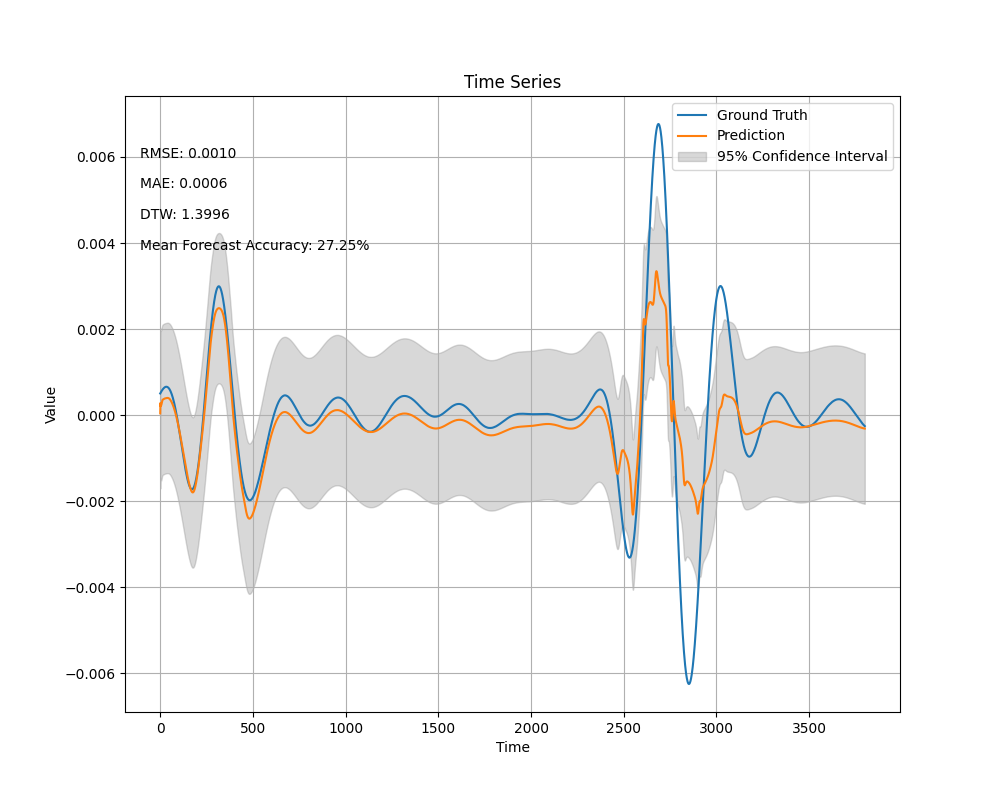 Time Series
Ground Truth
Prediction
95% Confidence Interval
RMSE: 0.0010
MAE: 0.0006
DTW: 1.3996
Mean Forecast Accuracy: 27.25%
Value
0.006
0.004
0.002
0.000
−0.002
−0.004
−0.006
0 500 1000 1500 2000 2500 3000 3500
Time